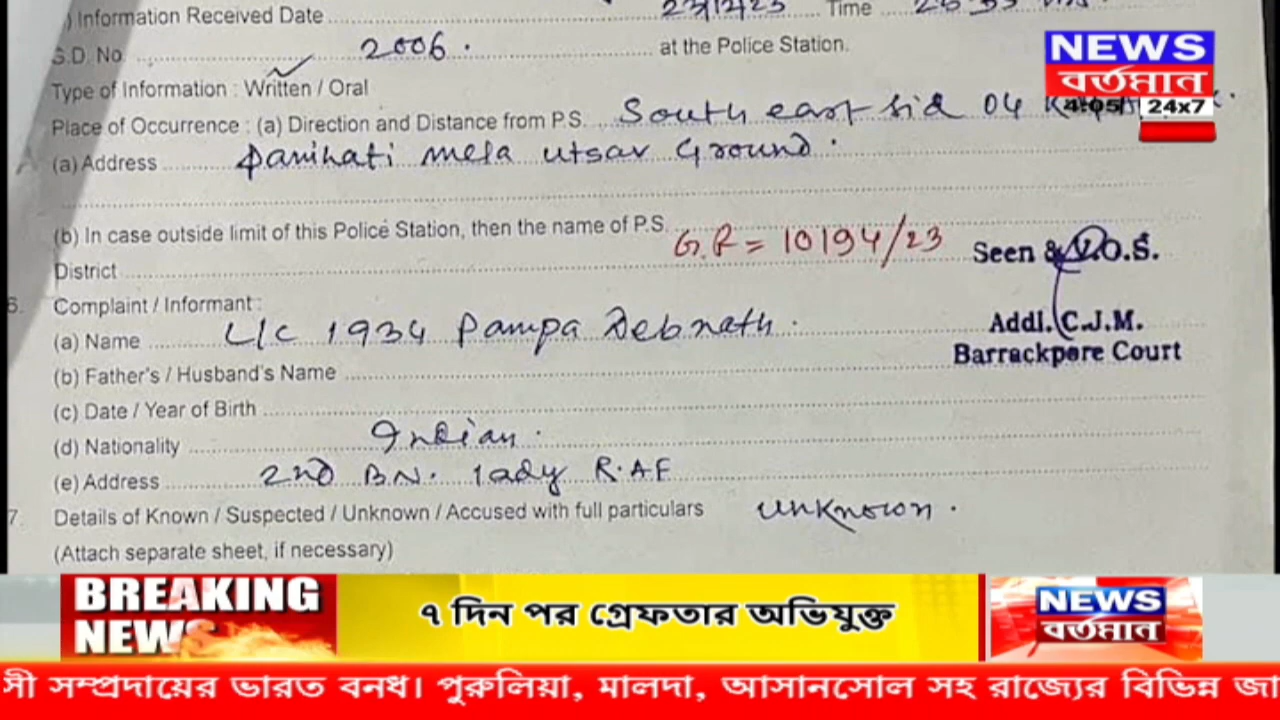 ) Information Received Date Time
S.D. No. 2006.
at the Police Station.
Type of Information : Written / Oral
Place of Occurrence : (a) Direction and Distance from P.S. South east sid 04
(a) Address Panihati mela utsav Ground.
(b) In case outside limit of this Police Station, then the name of P.S.
G.R = 10194/23
District
Seen &
Addl. C.J.M.
Barrackpore Court
6. Complaint / Informant :
(a) Name L/C 1934 Pampa Debnath.
(b) Father's / Husband's Name
(c) Date / Year of Birth
(d) Nationality Indian.
(e) Address 2nd B.N. lady R.A.F
7. Details of Known / Suspected / Unknown / Accused with full particulars unknown.
(Attach separate sheet, if necessary)
NEWS
বর্তমান
4:05
24x7
BREAKING
NEWS
৭ দিন পর গ্রেফতার অভিযুক্ত
NEWS
বর্তমান
সী সম্প্রদায়ের ভারত বনধ। পুরুলিয়া, মালদা, আসানসোল সহ রাজ্যের বিভিন্ন জা